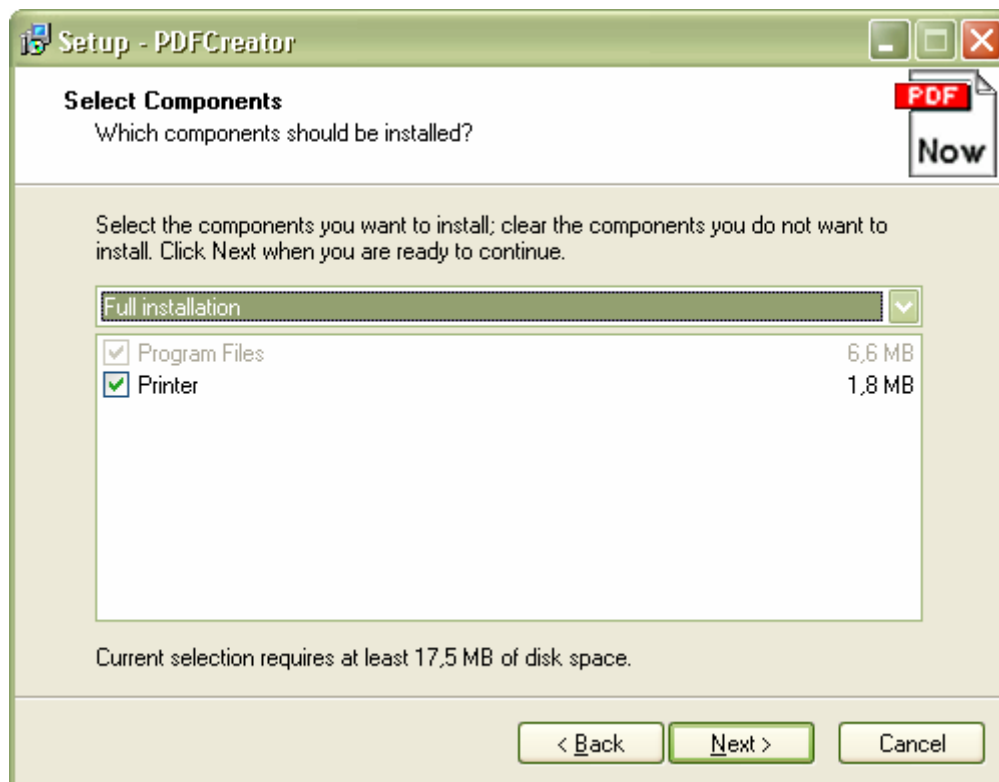 Setup - PDFCreator
Select Components
Which components should be installed?
PDF
Now
Select the components you want to install; clear the components you do not want to
install. Click Next when you are ready to continue.
Full installation
Program Files 6,6 MB
Printer 1,8 MB
Current selection requires at least 17,5 MB of disk space.
< Back Next > Cancel